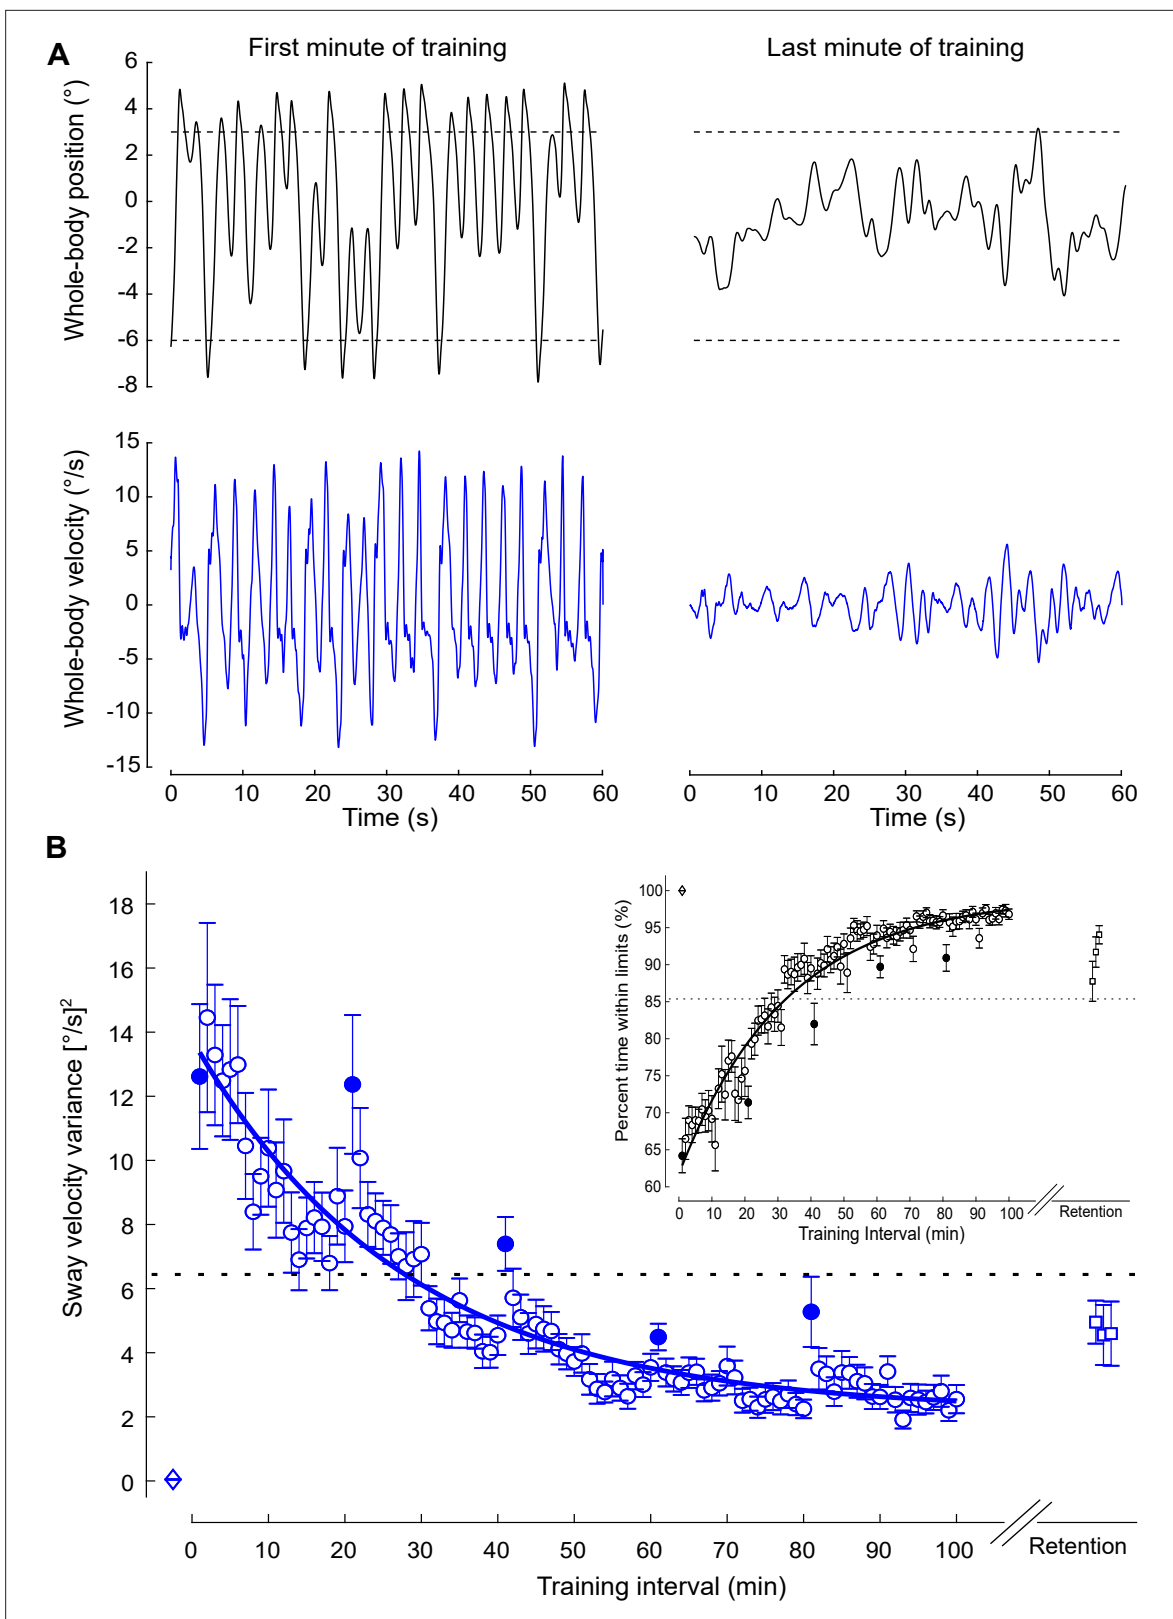 A
First minute of training
Last minute of training
Whole-body position (°)
6
4
2
0
-2
-4
-6
-8
Whole-body velocity (°/s)
15
10
5
0
-5
-10
-15
0 10 20 30 40 50 60
Time (s)
0 10 20 30 40 50 60
Time (s)
B
Sway velocity variance [°/s]²
18
16
14
12
10
8
6
4
2
0
Percent time within limits (%)
100
95
90
85
80
75
70
65
60
0 10 20 30 40 50 60 70 80 90 100
Retention
Training Interval (min)
0 10 20 30 40 50 60 70 80 90 100
Retention
Training interval (min)